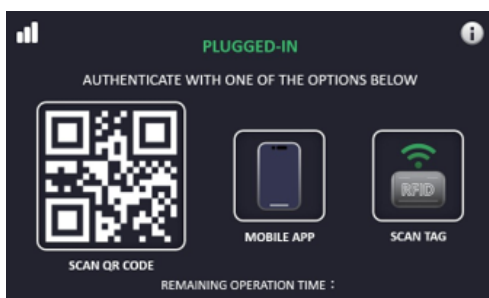 PLUGGED-IN
AUTHENTICATE WITH ONE OF THE OPTIONS BELOW
RFID
MOBILE APP
SCAN TAG
SCAN QR CODE
REMAINING OPERATION TIME :